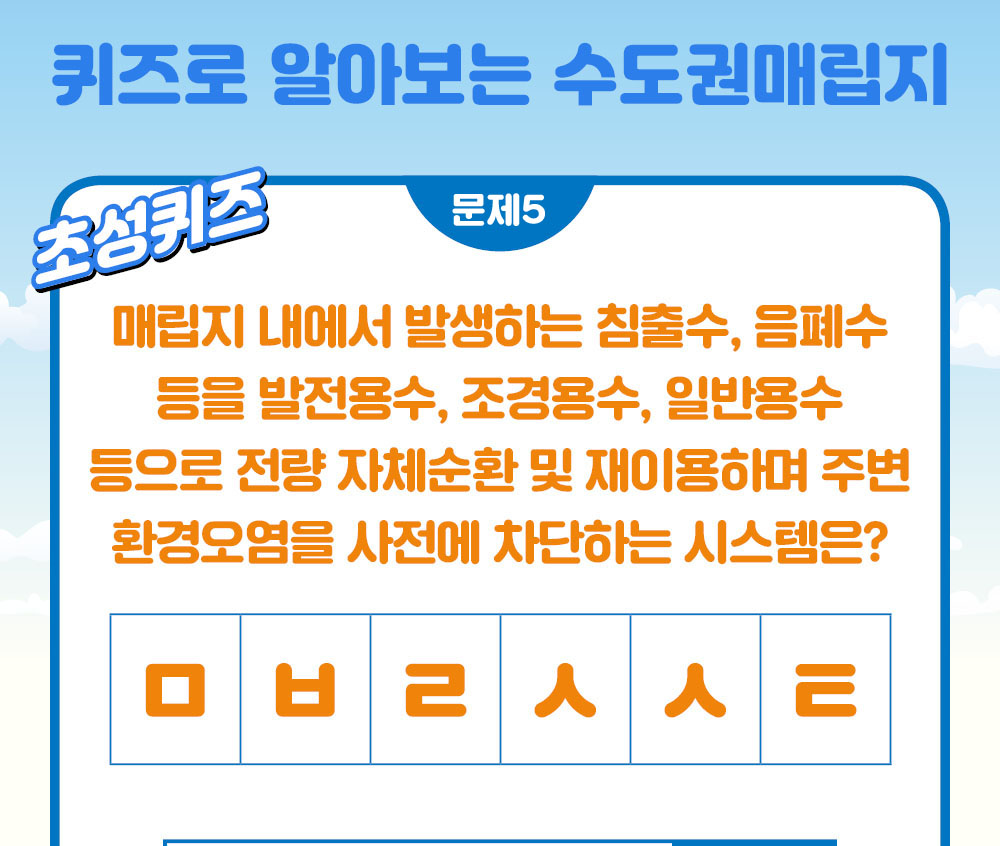 퀴즈로 알아보는 수도권매립지
초성퀴즈
문제5
매립지 내에서 발생하는 침출수, 음폐수
등을 발전용수, 조경용수, 일반용수
등으로 전량 자체순환 및 재이용하며 주변
환경오염을 사전에 차단하는 시스템은?
ㅁ ㅂ ㄹ ㅅ ㅅ ㅌ